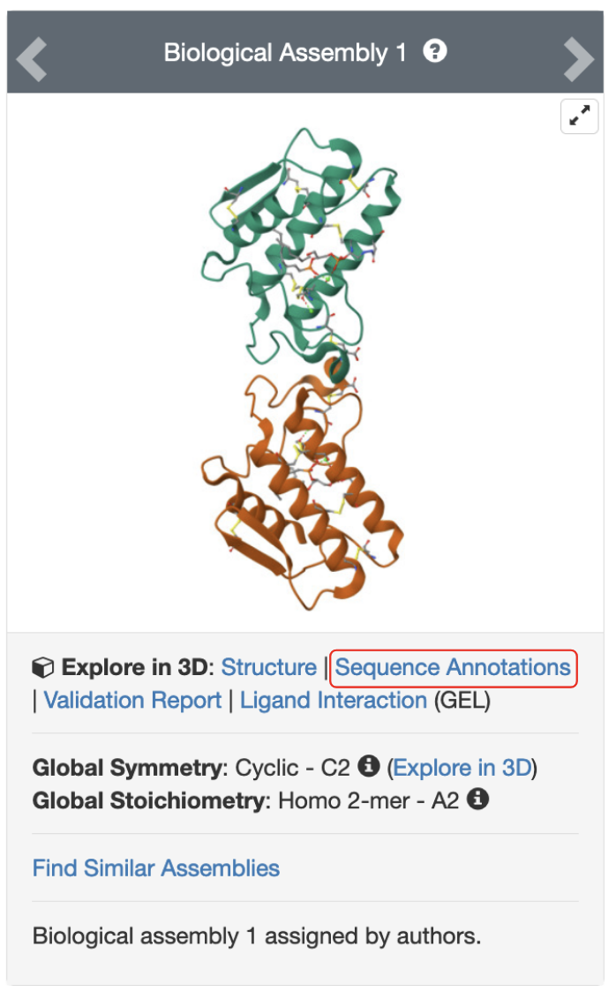 Biological Assembly 1 ?
Explore in 3D: Structure | Sequence Annotations
| Validation Report | Ligand Interaction (GEL)
Global Symmetry: Cyclic - C2 i (Explore in 3D)
Global Stoichiometry: Homo 2-mer - A2 i
Find Similar Assemblies
Biological assembly 1 assigned by authors.